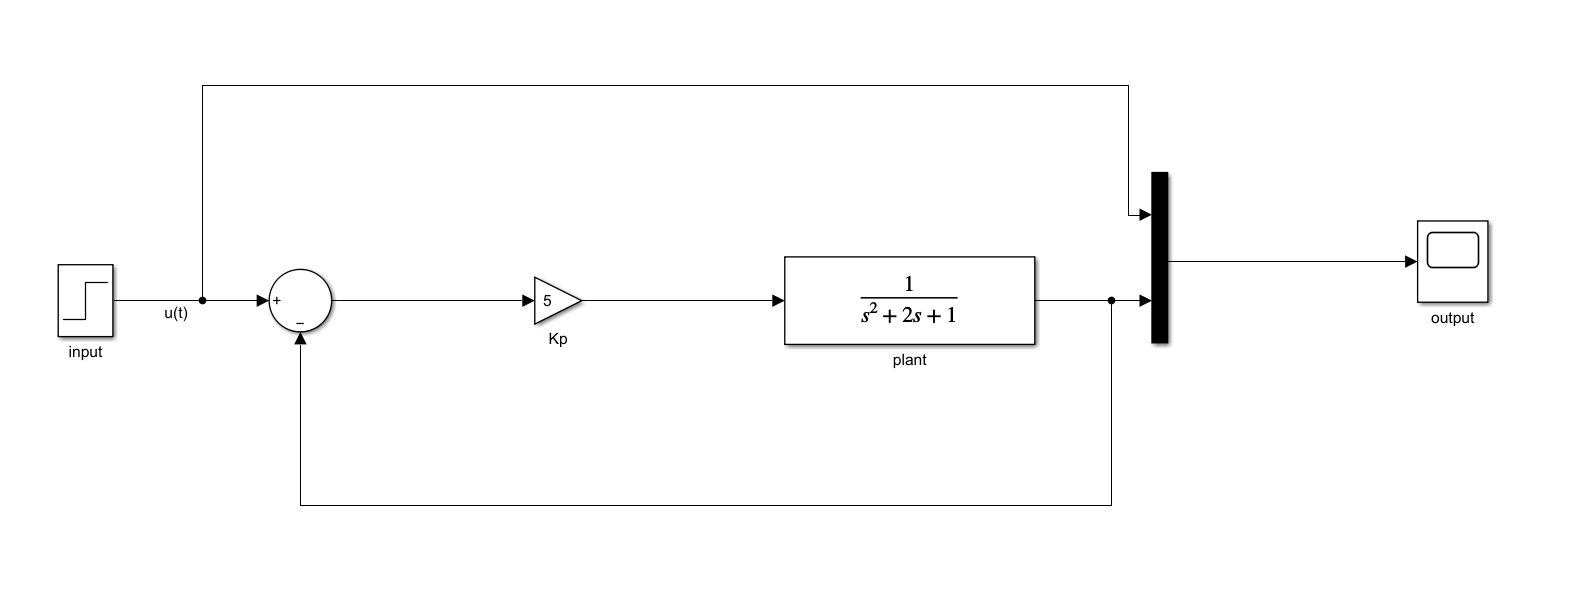 u(t)
input
+
−
5
Kp
1
s² + 2s + 1
plant
output